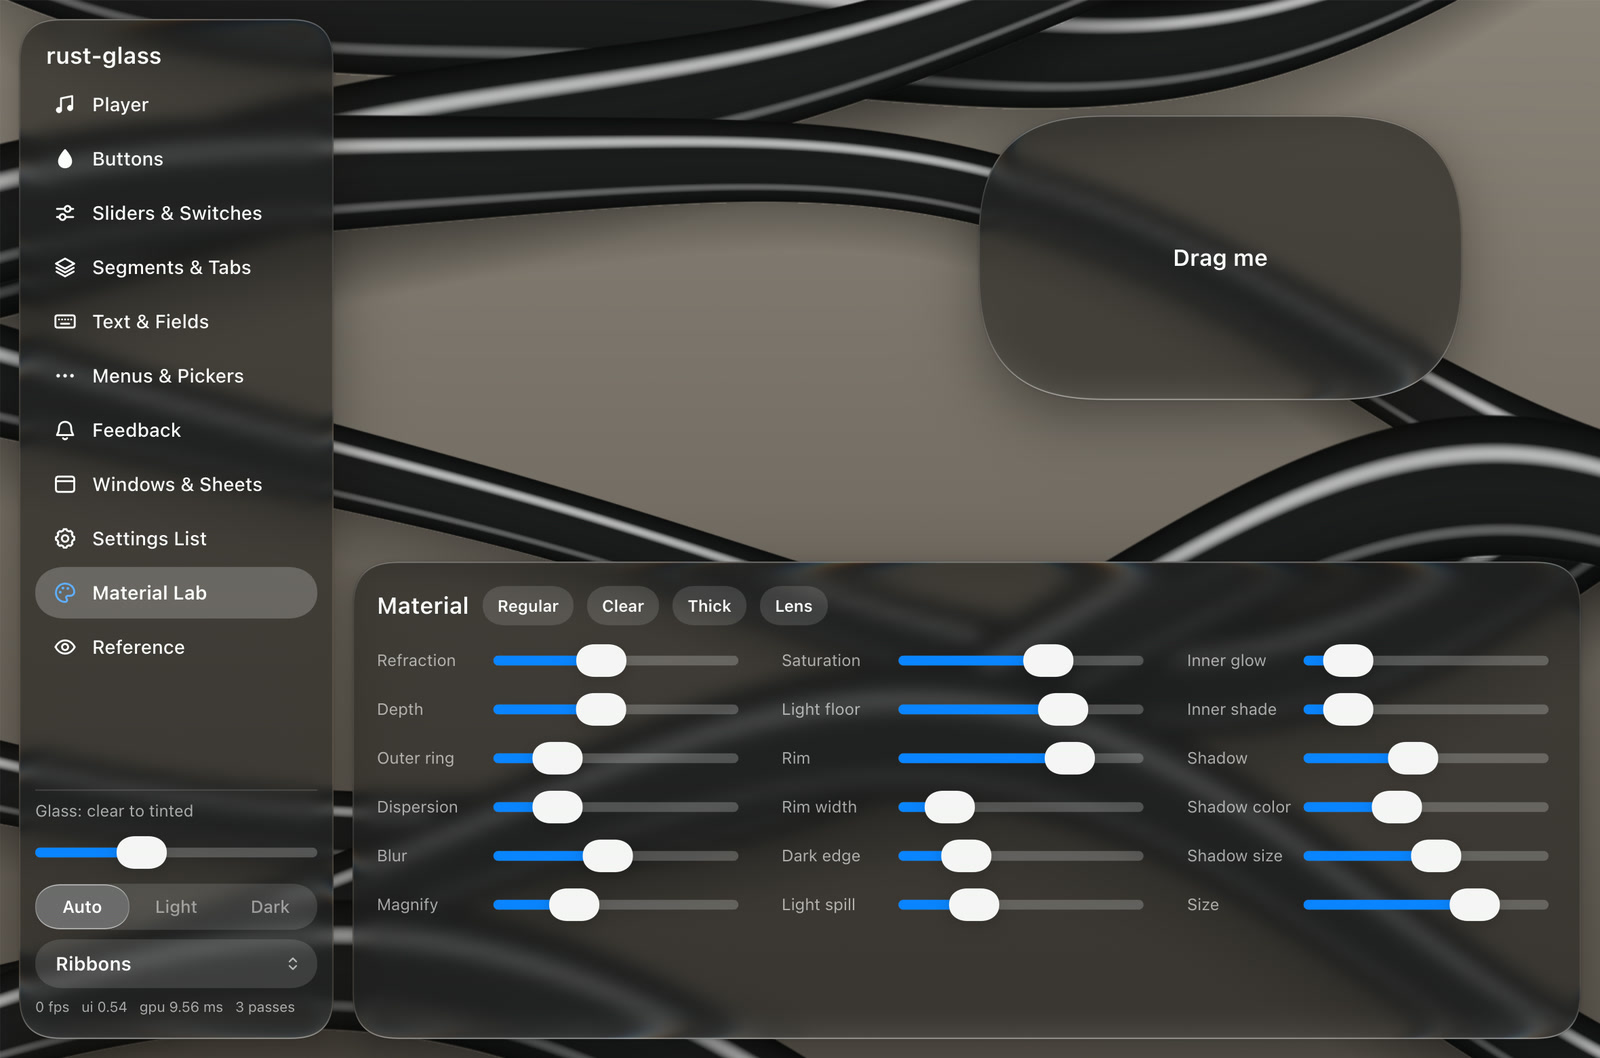 rust-glass
Player
Buttons
Sliders & Switches
Segments & Tabs
Text & Fields
Menus & Pickers
Feedback
Windows & Sheets
Settings List
Material Lab
Reference
Glass: clear to tinted
Auto Light Dark
Ribbons
0 fps ui 0.54 gpu 9.56 ms 3 passes
Drag me
Material Regular Clear Thick Lens
Refraction Saturation Inner glow
Depth Light floor Inner shade
Outer ring Rim Shadow
Dispersion Rim width Shadow color
Blur Dark edge Shadow size
Magnify Light spill Size